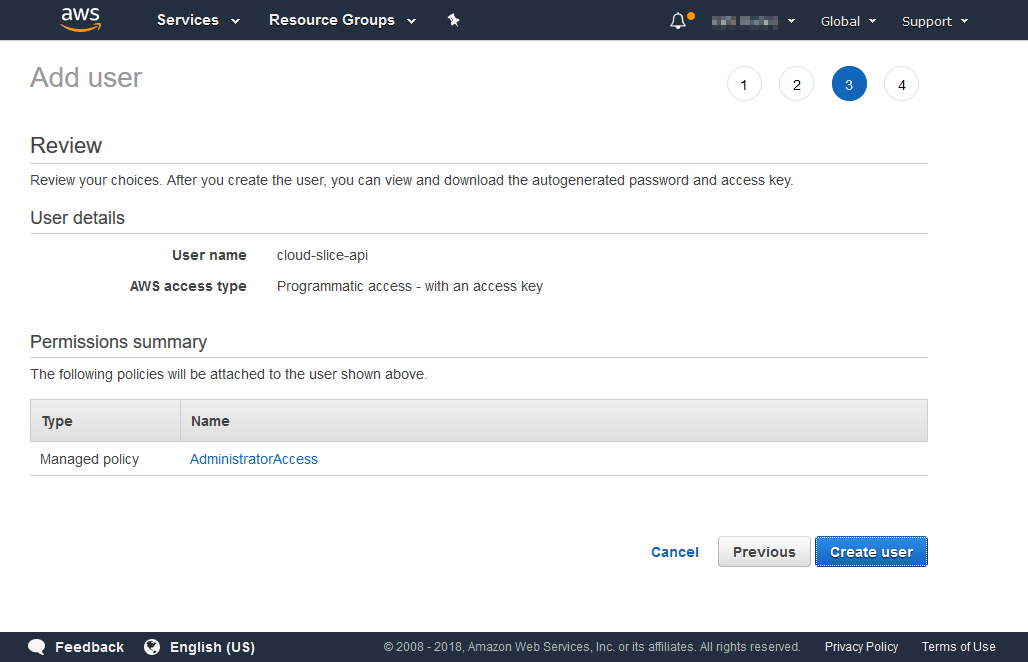 aws Services Resource Groups Global Support
Add user 1 2 3 4
Review
Review your choices. After you create the user, you can view and download the autogenerated password and access key.
User details
User name cloud-slice-api
AWS access type Programmatic access - with an access key
Permissions summary
The following policies will be attached to the user shown above.
Type Name
Managed policy AdministratorAccess
Cancel Previous Create user
Feedback English (US) © 2008 - 2018, Amazon Web Services, Inc. or its affiliates. All rights reserved. Privacy Policy Terms of Use